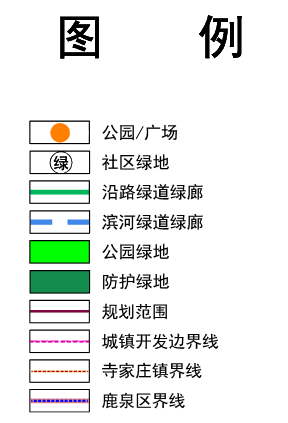 图 例
公园/广场
绿 社区绿地
沿路绿道绿廊
滨河绿道绿廊
公园绿地
防护绿地
规划范围
城镇开发边界线
寺家庄镇界线
鹿泉区界线